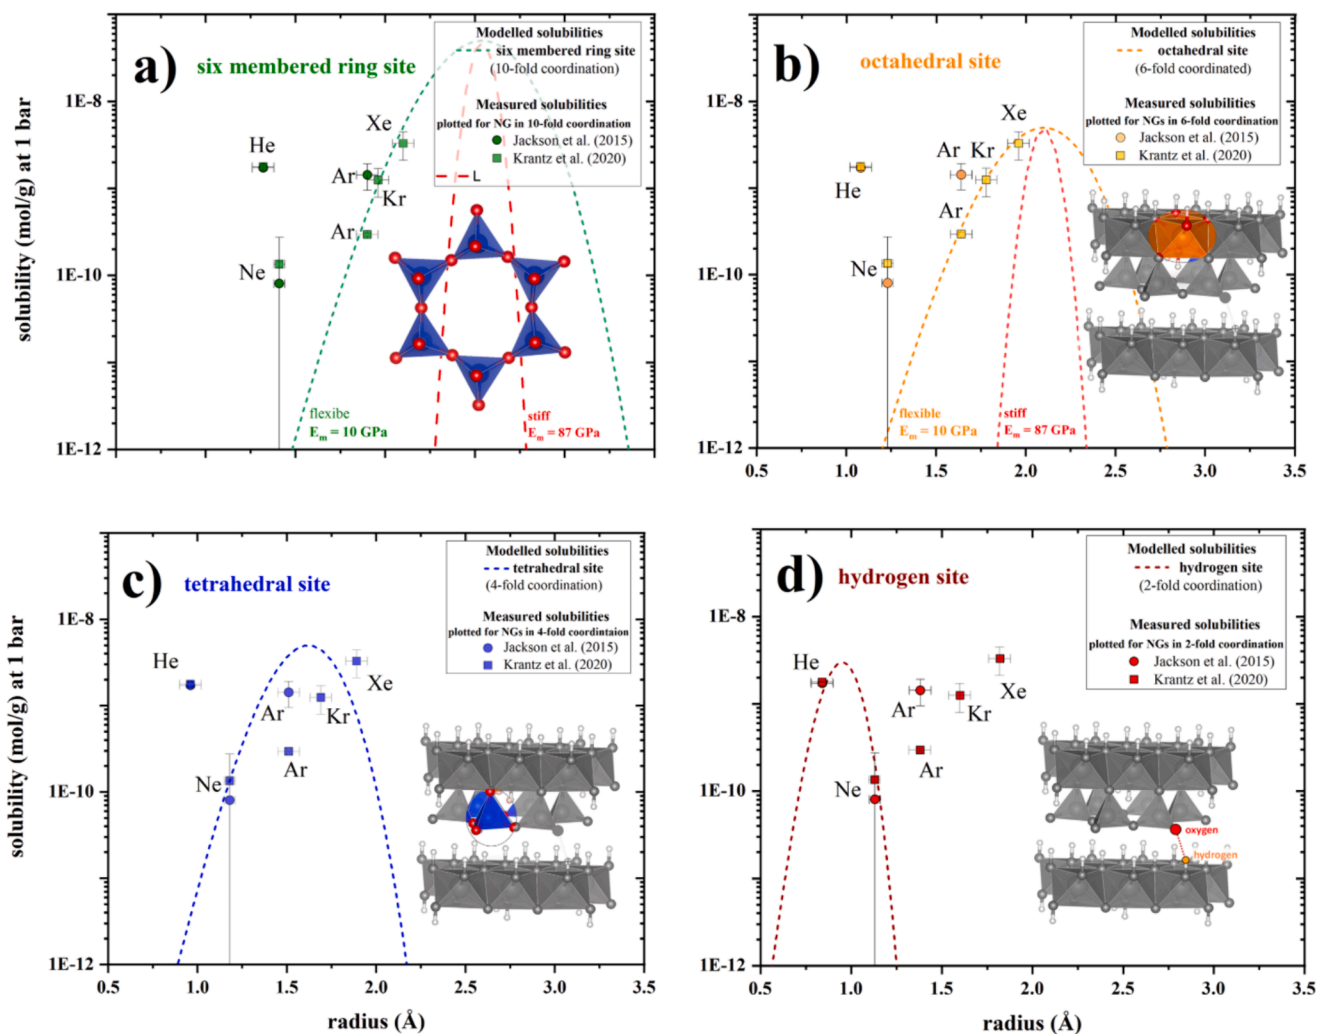 solubility (mol/g) at 1 bar
a)
six membered ring site
Modelled solubilities
six membered ring site
(10-fold coordination)
Measured solubilities
plotted for NG in 10-fold coordination
Jackson et al. (2015)
Krantz et al. (2020)
L
1E-8
1E-10
1E-12
He
Ne
Ar
Ar
Kr
Xe
flexibe
Em = 10 GPa
stiff
Em = 87 GPa
b)
octahedral site
Modelled solubilities
octahedral site
(6-fold coordinated)
Measured solubilities
plotted for NGs in 6-fold coordination
Jackson et al. (2015)
Krantz et al. (2020)
1E-8
1E-10
1E-12
He
Ne
Ar
Ar
Kr
Xe
flexible
Em = 10 GPa
stiff
Em = 87 GPa
0.5 1.0 1.5 2.0 2.5 3.0 3.5
solubility (mol/g) at 1 bar
c)
tetrahedral site
Modelled solubilities
tetrahedral site
(4-fold coordination)
Measured solubilities
plotted for NGs in 4-fold coordintaion
Jackson et al. (2015)
Krantz et al. (2020)
1E-8
1E-10
1E-12
He
Ne
Ar
Ar
Kr
Xe
0.5 1.0 1.5 2.0 2.5 3.0 3.5
radius (Å)
d)
hydrogen site
Modelled solubilities
hydrogen site
(2-fold coordination)
Measured solubilities
plotted for NGs in 2-fold coordination
Jackson et al. (2015)
Krantz et al. (2020)
1E-8
1E-10
1E-12
He
Ne
Ar
Ar
Kr
Xe
oxygen
hydrogen
0.5 1.0 1.5 2.0 2.5 3.0 3.5
radius (Å)